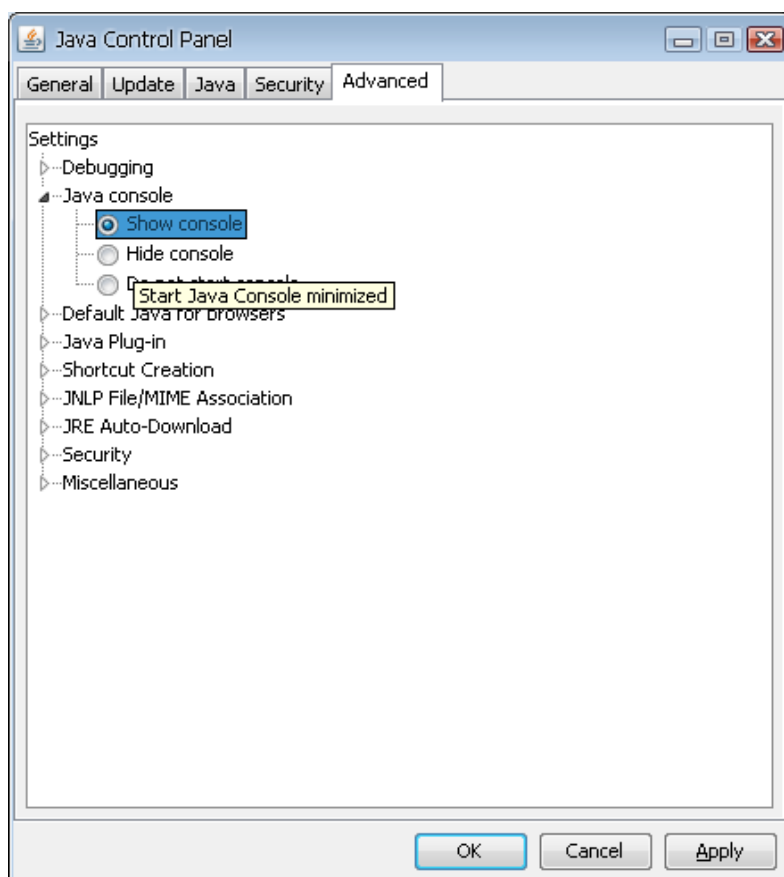 Java Control Panel
General Update Java Security Advanced
Settings
Debugging
Java console
Show console
Hide console
Start Java Console minimized
Default Java for browsers
Java Plug-in
Shortcut Creation
JNLP File/MIME Association
JRE Auto-Download
Security
Miscellaneous
OK Cancel Apply